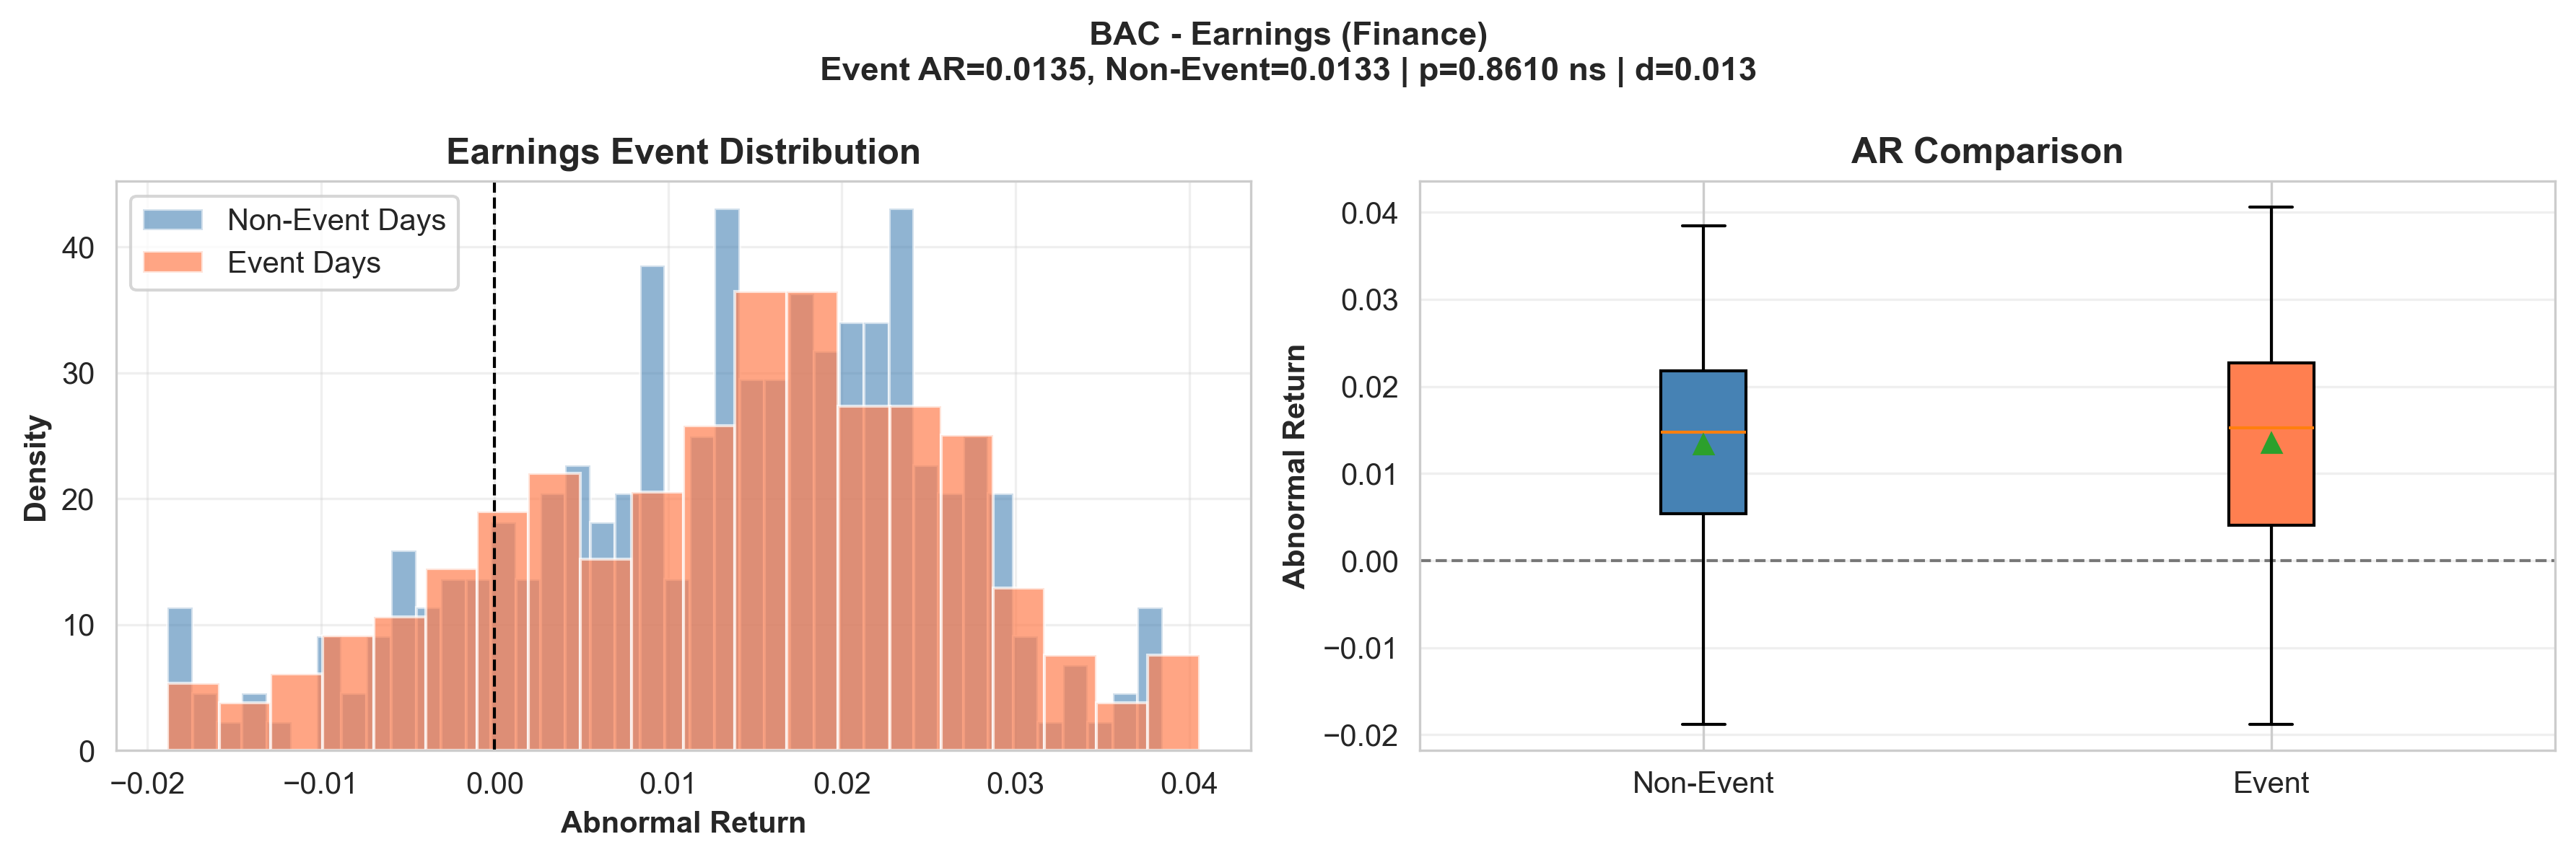 BAC - Earnings (Finance)
Event AR=0.0135, Non-Event=0.0133 | p=0.8610 ns | d=0.013
Earnings Event Distribution
Non-Event Days
Event Days
Density
40
30
20
10
0
−0.02
−0.01
0.00
0.01
0.02
0.03
0.04
Abnormal Return
AR Comparison
Abnormal Return
0.04
0.03
0.02
0.01
0.00
−0.01
−0.02
Non-Event
Event